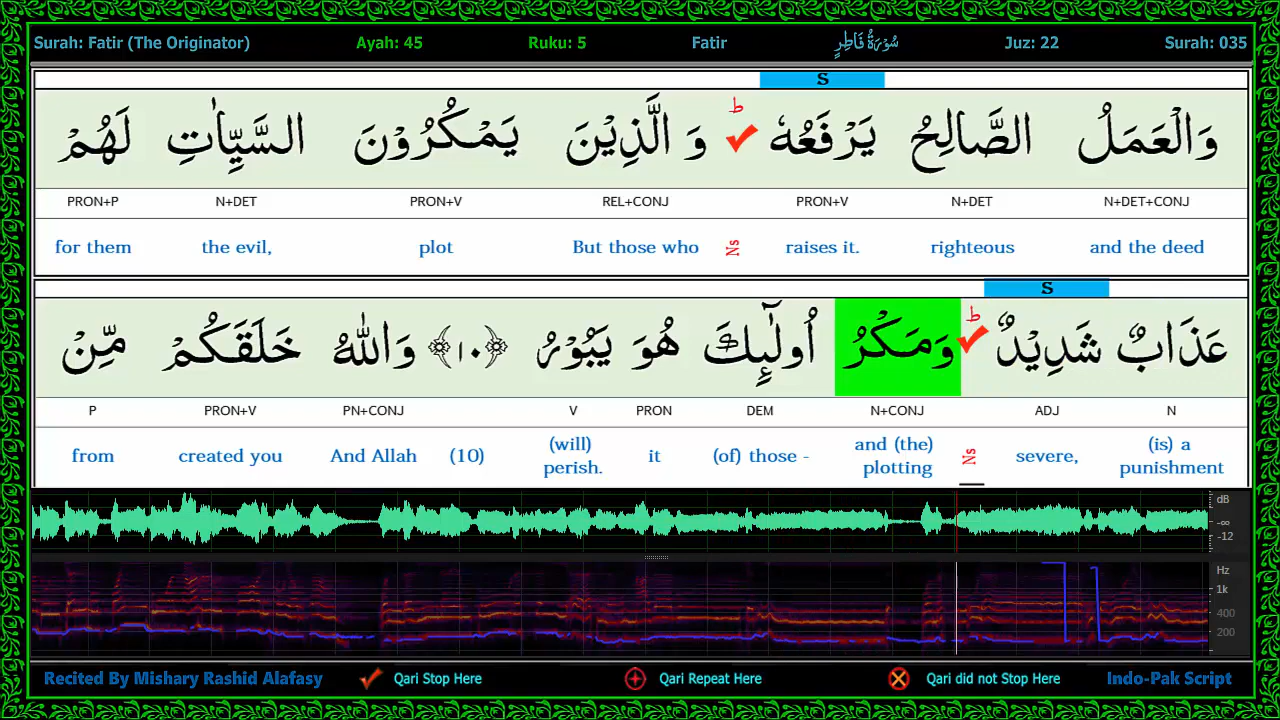 Surah: Fatir (The Originator) Ayah: 45 Ruku: 5 Fatir سُوْرَةُ فَاطِرٍ Juz: 22 Surah: 035
S
وَالْعَمَلُ الصَّالِحُ يَرْفَعُهٗ ط وَ الَّذِيْنَ يَمْكُرُوْنَ السَّيِّاٰتِ لَهُمْ
PRON+P N+DET PRON+V REL+CONJ PRON+V N+DET N+DET+CONJ
for them the evil, plot But those who Ns raises it. righteous and the deed
S
عَذَابٌ شَدِيْدٌ ط وَمَكْرُ اُولٰٓئِكَ هُوَ يَبُوْرُ ﴿١٠﴾ وَاللّٰهُ خَلَقَكُمْ مِّنْ
P PRON+V PN+CONJ V PRON DEM N+CONJ ADJ N
from created you And Allah (10) (will) perish. it (of) those - and (the) plotting Ns severe, (is) a punishment
dB
-∞
-12
Hz
1k
400
200
Recited By Mishary Rashid Alafasy Qari Stop Here Qari Repeat Here Qari did not Stop Here Indo-Pak Script